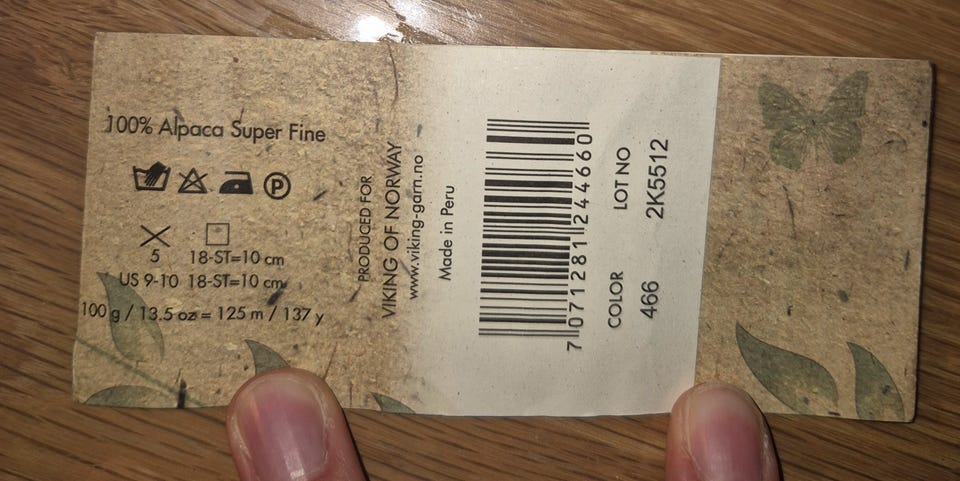 100% Alpaca Super Fine
P
5 18-ST=10 cm
US 9-10 18-ST=10 cm
100 g / 13.5 oz = 125 m / 137 y
PRODUCED FOR
VIKING OF NORWAY
www.viking-garn.no
Made in Peru
7 071281 244660
COLOR LOT NO
466 2K5512